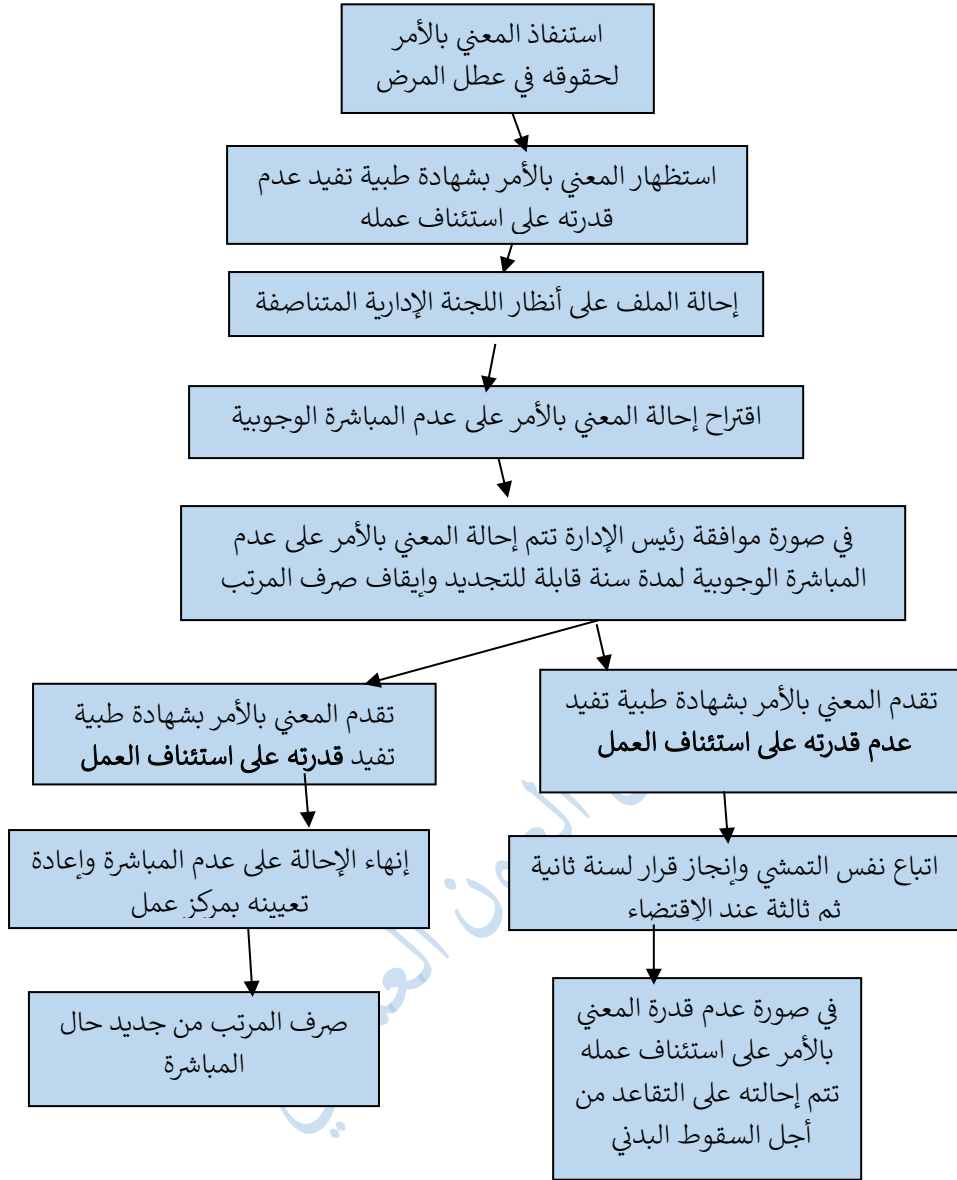 استنفاذ المعني بالأمر
لحقوقه في عطل المرض
استظهار المعني بالأمر بشهادة طبية تفيد عدم
قدرته على استئناف عمله
إحالة الملف على أنظار اللجنة الإدارية المتناصفة
اقتراح إحالة المعني بالأمر على عدم المباشرة الوجوبية
في صورة موافقة رئيس الإدارة تتم إحالة المعني بالأمر على عدم
المباشرة الوجوبية لمدة سنة قابلة للتجديد وإيقاف صرف المرتب
تقدم المعني بالأمر بشهادة طبية تفيد
عدم قدرته على استئناف العمل
تقدم المعني بالأمر بشهادة طبية
تفيد قدرته على استئناف العمل
اتباع نفس التمشي وإنجاز قرار لسنة ثانية
ثم ثالثة عند الإقتضاء
إنهاء الإحالة على عدم المباشرة وإعادة
تعيينه بمركز عمل
في صورة عدم قدرة المعني
بالأمر على استئناف عمله
تتم إحالته على التقاعد من
أجل السقوط البدني
صرف المرتب من جديد حال
المباشرة